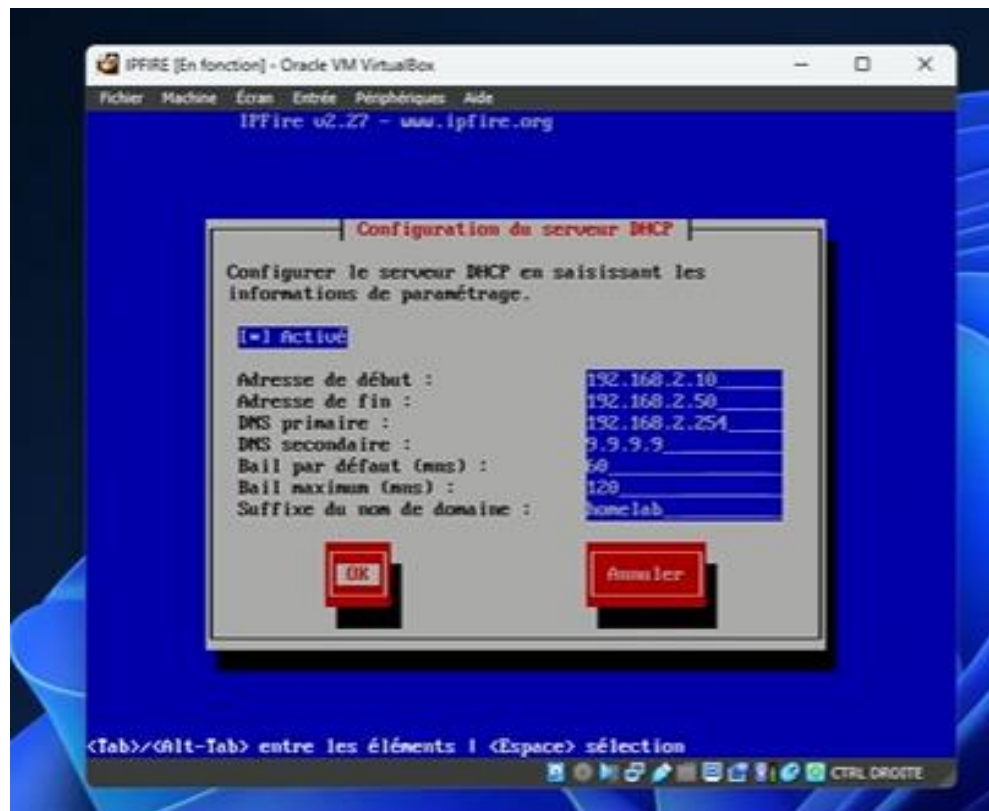 IPFIRE [En fonction] - Oracle VM VirtualBox
Fichier Machine Écran Entrée Périphériques Aide
IPFire v2.27 - www.ipfire.org
Configuration du serveur DHCP
Configurer le serveur DHCP en saisissant les
informations de paramétrage.
[*] Activé
Adresse de début : 192.168.2.10
Adresse de fin : 192.168.2.50
DNS primaire : 192.168.2.254
DNS secondaire : 9.9.9.9
Bail par défaut (mns) : 60
Bail maximum (mns) : 120
Suffixe du nom de domaine : homelab
OK
Annuler
<Tab>/<Alt-Tab> entre les éléments | <Espace> sélection
CTRL DROITE